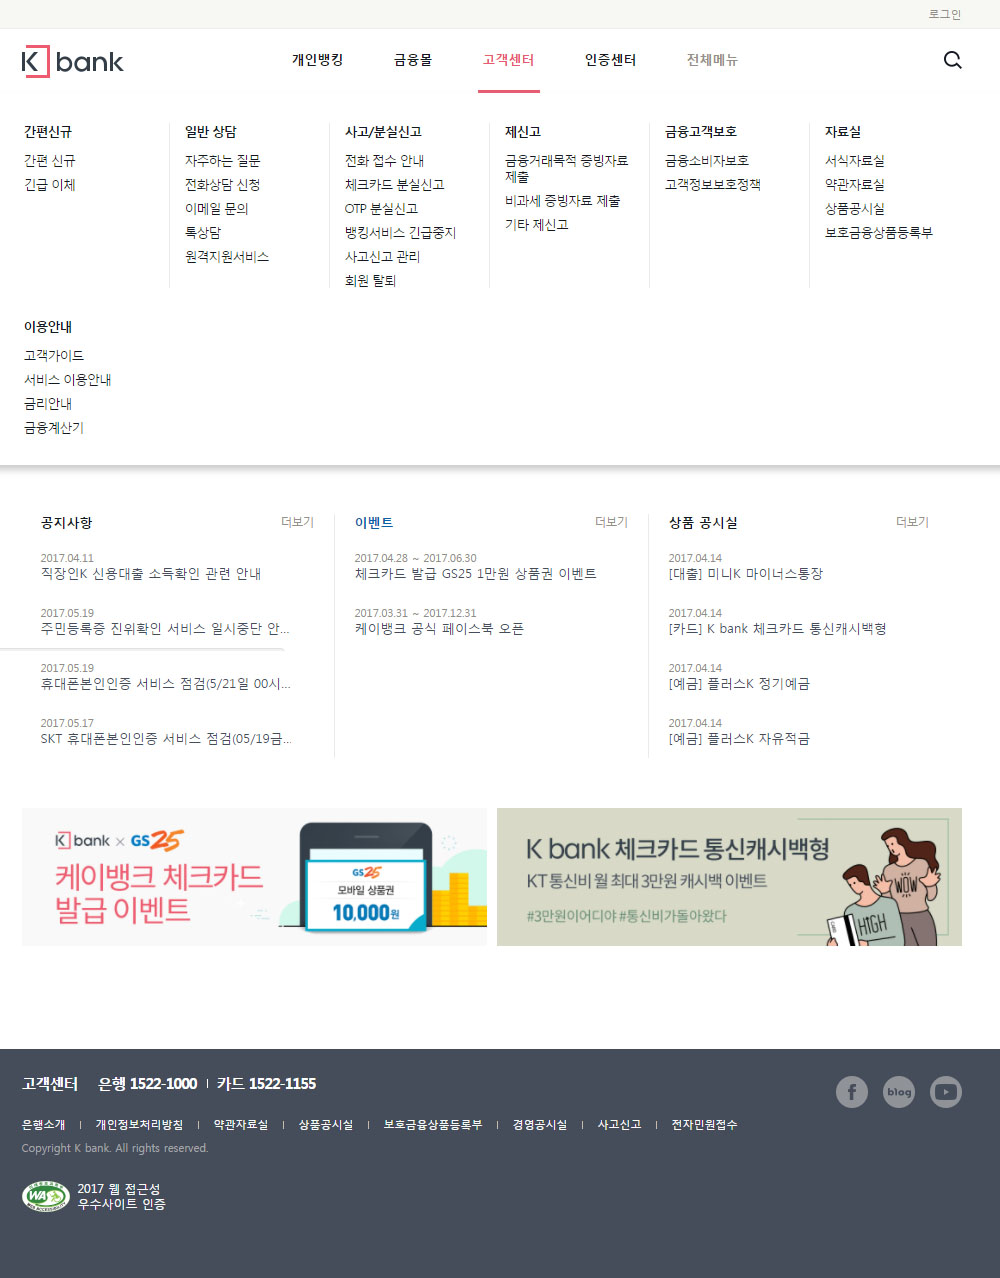 로그인
K bank
개인뱅킹 금융몰 고객센터 인증센터 전체메뉴
간편신규
간편 신규
긴급 이체
일반 상담
자주하는 질문
전화상담 신청
이메일 문의
톡상담
원격지원서비스
사고/분실신고
전화 접수 안내
체크카드 분실신고
OTP 분실신고
뱅킹서비스 긴급중지
사고신고 관리
회원 탈퇴
제신고
금융거래목적 증빙자료
제출
비과세 증빙자료 제출
기타 제신고
금융고객보호
금융소비자보호
고객정보보호정책
자료실
서식자료실
약관자료실
상품공시실
보호금융상품등록부
이용안내
고객가이드
서비스 이용안내
금리안내
금융계산기
공지사항 더보기
2017.04.11
직장인K 신용대출 소득확인 관련 안내
2017.05.19
주민등록증 진위확인 서비스 일시중단 안...
2017.05.19
휴대폰본인인증 서비스 점검(5/21일 00시...
2017.05.17
SKT 휴대폰본인인증 서비스 점검(05/19금...
이벤트 더보기
2017.04.28 ~ 2017.06.30
체크카드 발급 GS25 1만원 상품권 이벤트
2017.03.31 ~ 2017.12.31
케이뱅크 공식 페이스북 오픈
상품 공시실 더보기
2017.04.14
[대출] 미니K 마이너스통장
2017.04.14
[카드] K bank 체크카드 통신캐시백형
2017.04.14
[예금] 플러스K 정기예금
2017.04.14
[예금] 플러스K 자유적금
K bank × GS25
케이뱅크 체크카드
발급 이벤트
GS25
모바일 상품권
10,000원
K bank 체크카드 통신캐시백형
KT 통신비 월 최대 3만원 캐시백 이벤트
#3만원이어디야 #통신비가돌아왔다
WOW
HIGH
고객센터 은행 1522-1000 카드 1522-1155
f blog
은행소개 개인정보처리방침 약관자료실 상품공시실 보호금융상품등록부 경영공시실 사고신고 전자민원접수
Copyright K bank. All rights reserved.
WA
2017 웹 접근성
우수사이트 인증